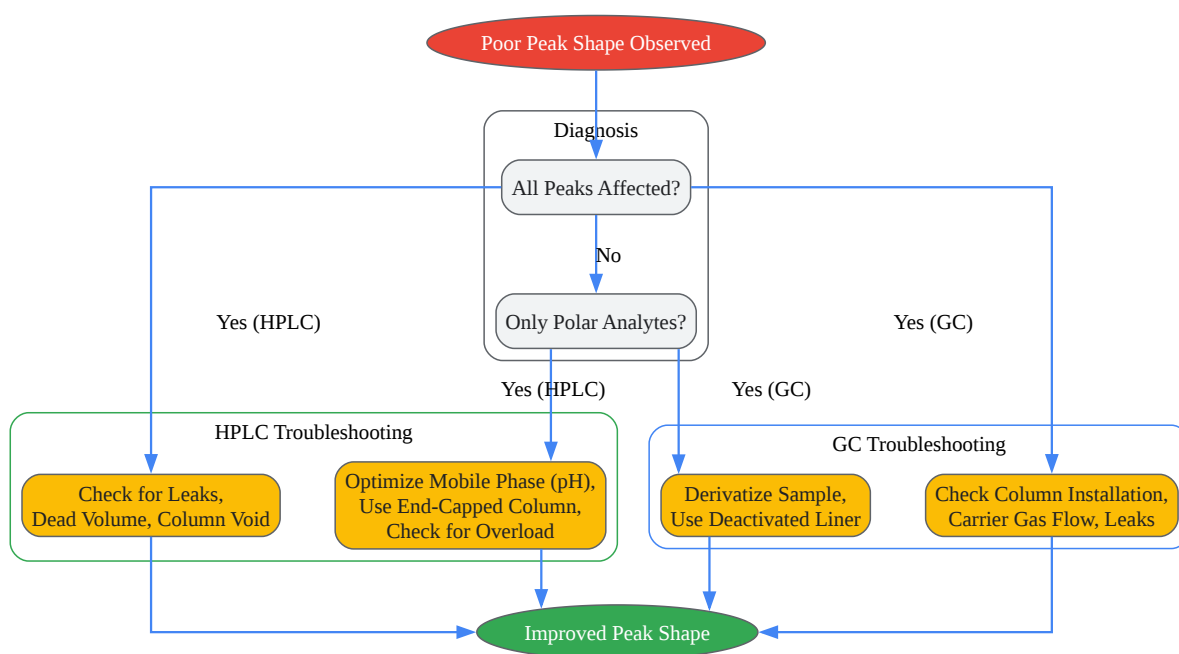 Poor Peak Shape Observed
Diagnosis
All Peaks Affected?
No
Only Polar Analytes?
Yes (HPLC)
Yes (GC)
Yes (HPLC)
Yes (GC)
HPLC Troubleshooting
GC Troubleshooting
Check for Leaks,
Dead Volume, Column Void
Optimize Mobile Phase (pH),
Use End-Capped Column,
Check for Overload
Derivatize Sample,
Use Deactivated Liner
Check Column Installation,
Carrier Gas Flow, Leaks
Improved Peak Shape